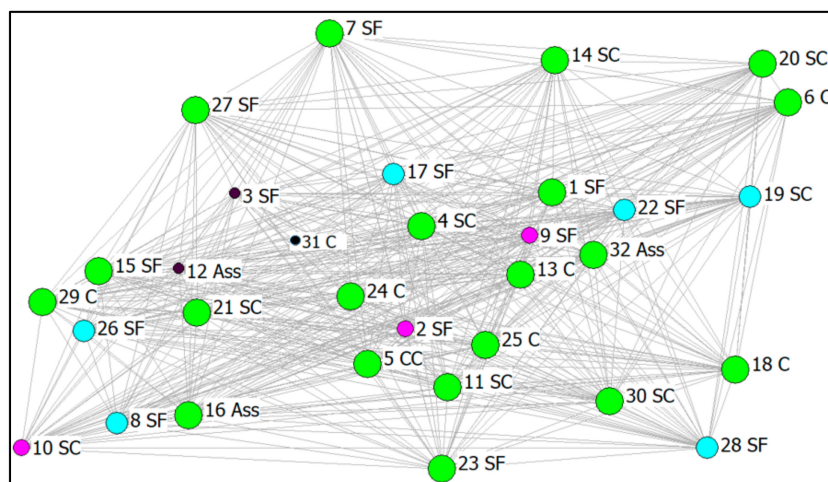 7 SF
14 SC
20 SC
6 C
27 SF
17 SF
3 SF
1 SF
19 SC
22 SF
4 SC
9 SF
31 C
32 Ass
15 SF
12 Ass
13 C
29 C
24 C
21 SC
26 SF
2 SF
25 C
5 CC
18 C
11 SC
30 SC
16 Ass
8 SF
10 SC
28 SF
23 SF